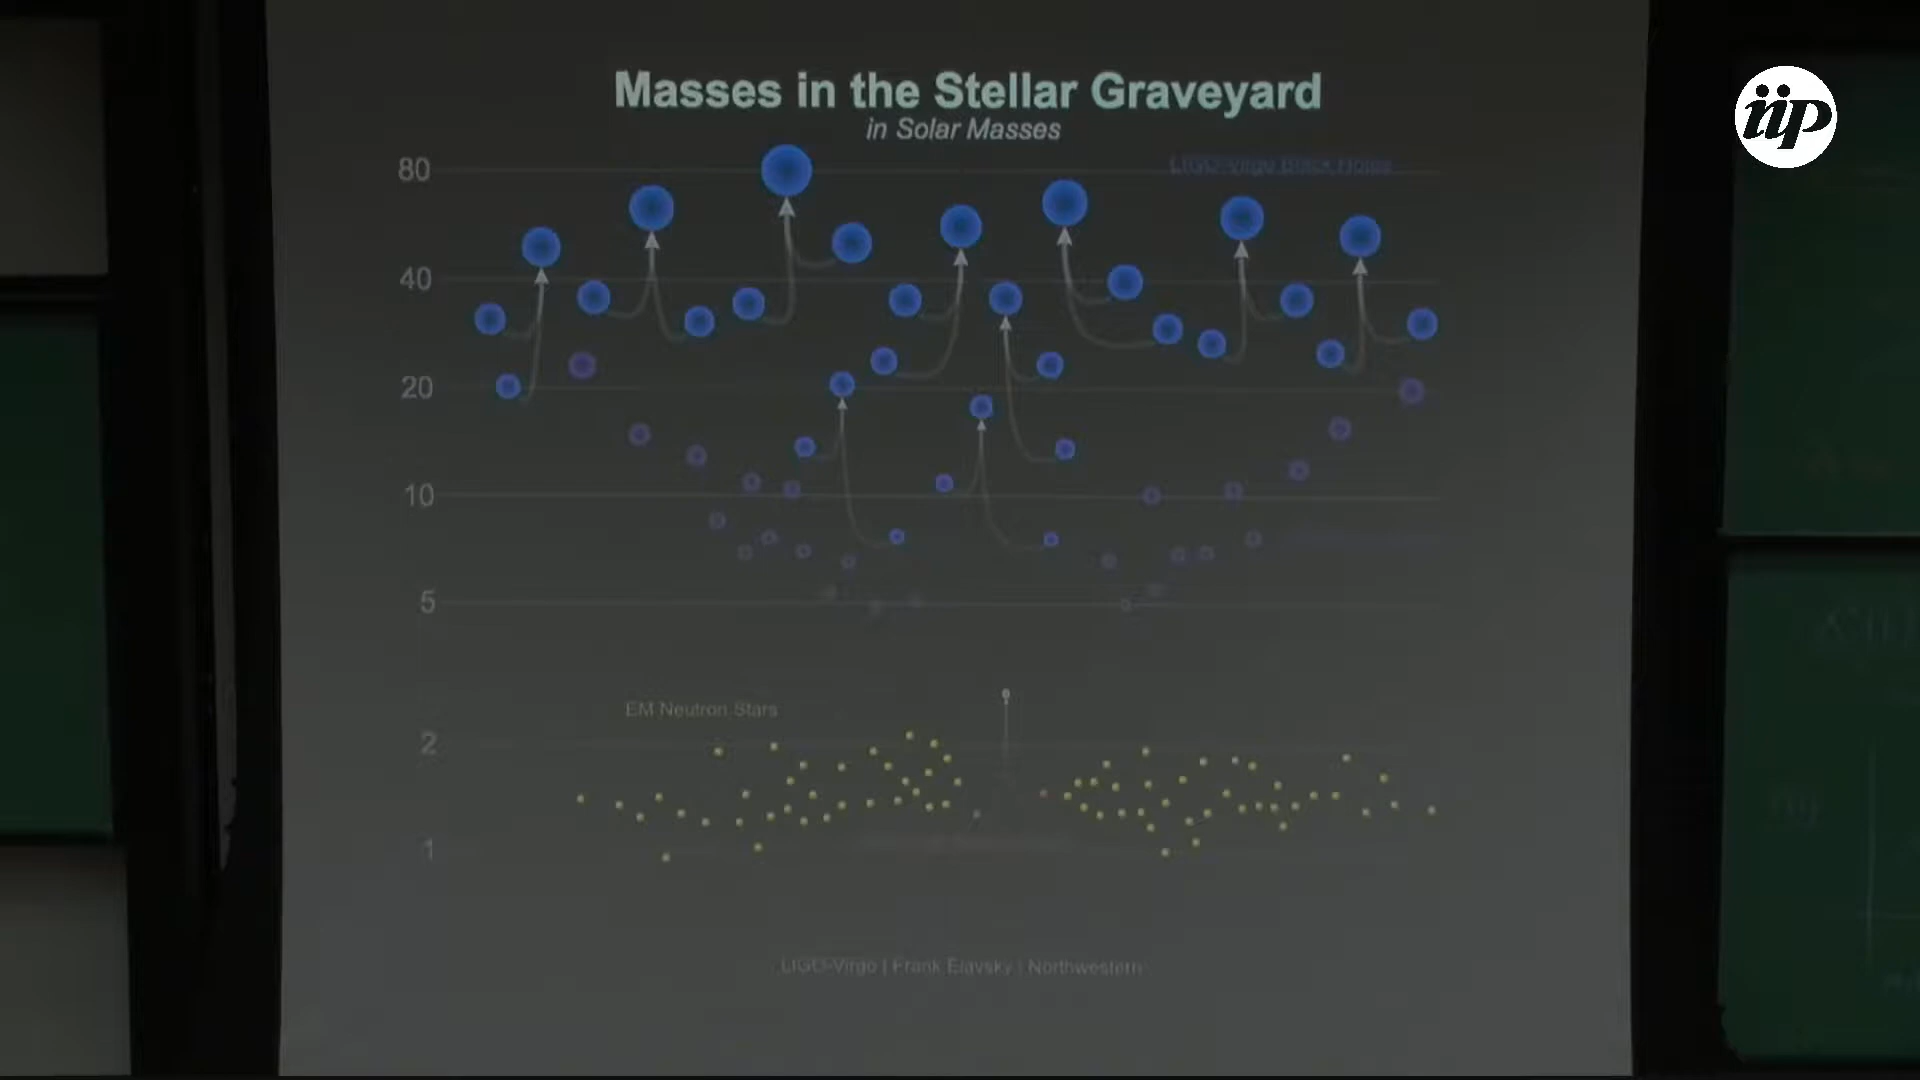 Masses in the Stellar Graveyard
in Solar Masses
iip
80
LIGO-Virgo Black Holes
40
20
10
5
EM Neutron Stars
2
1
LIGO-Virgo | Frank Elavsky | Northwestern